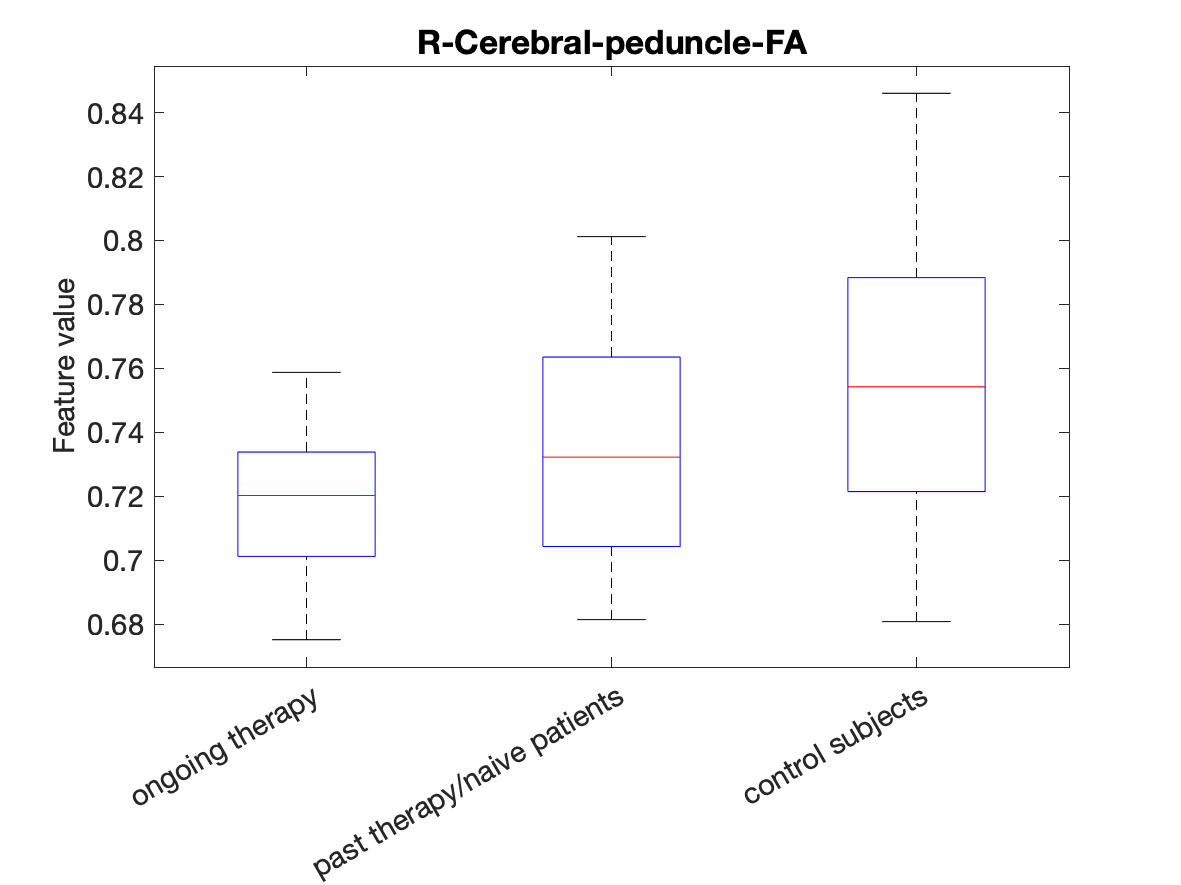 R-Cerebral-peduncle-FA
0.84
0.82
0.8
0.78
0.76
0.74
0.72
0.7
0.68
Feature value
ongoing therapy
past therapy/naive patients
control subjects